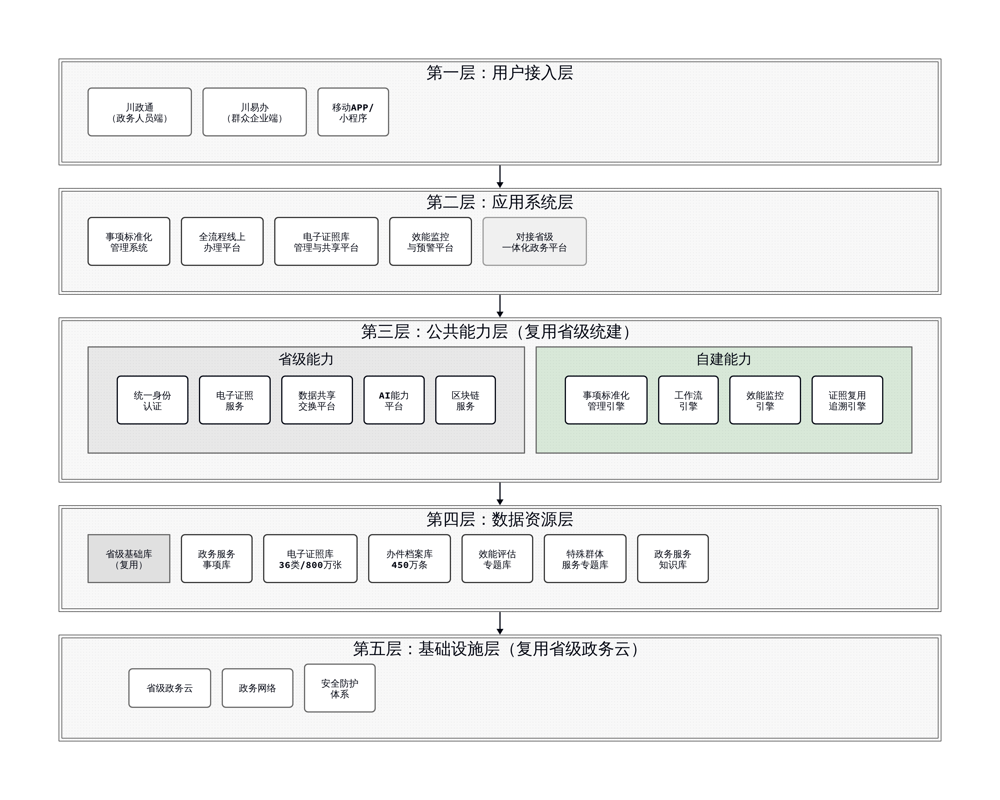 第一层：用户接入层
川政通
（政务人员端）
川易办
（群众企业端）
移动APP/
小程序
第二层：应用系统层
事项标准化
管理系统
全流程线上
办理平台
电子证照库
管理与共享平台
效能监控
与预警平台
对接省级
一体化政务平台
第三层：公共能力层（复用省级统建）
省级能力
统一身份
认证
电子证照
服务
数据共享
交换平台
AI能力
平台
区块链
服务
自建能力
事项标准化
管理引擎
工作流
引擎
效能监控
引擎
证照复用
追溯引擎
第四层：数据资源层
省级基础库
（复用）
政务服务
事项库
电子证照库
36类/800万张
办件档案库
450万条
效能评估
专题库
特殊群体
服务专题库
政务服务
知识库
第五层：基础设施层（复用省级政务云）
省级政务云
政务网络
安全防护
体系